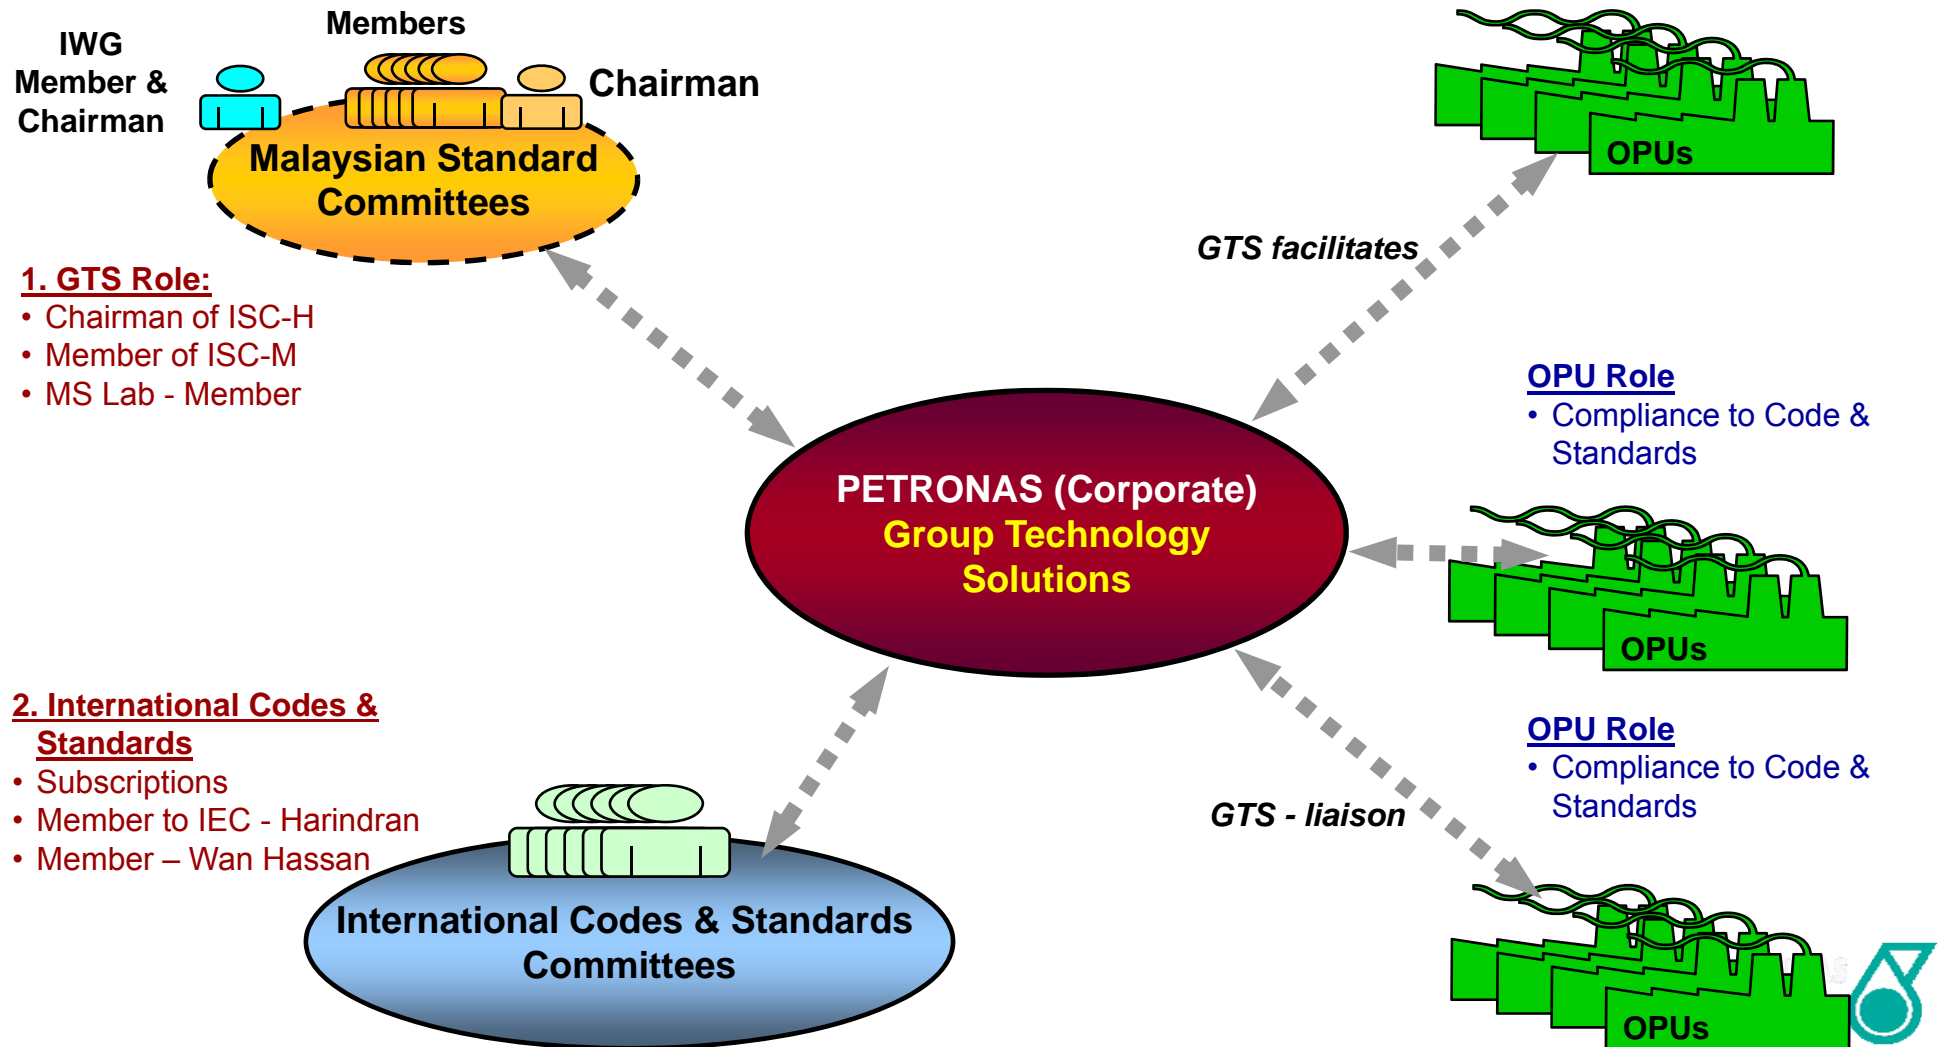 Members
IWG
Member &
Chairman
Chairman
Malaysian Standard
Committees
1. GTS Role:
• Chairman of ISC-H
• Member of ISC-M
• MS Lab - Member
OPUs
GTS facilitates
OPU Role
• Compliance to Code &
Standards
PETRONAS (Corporate)
Group Technology
Solutions
OPUs
2. International Codes &
Standards
• Subscriptions
• Member to IEC - Harindran
• Member – Wan Hassan
OPU Role
• Compliance to Code &
Standards
GTS - liaison
International Codes & Standards
Committees
OPUs